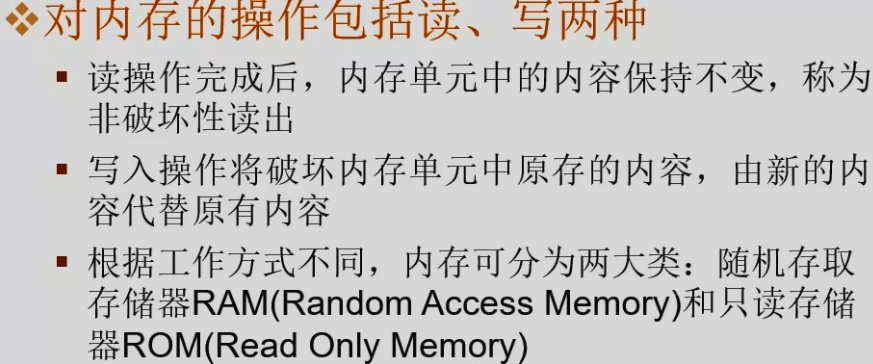 对内存的操作包括读、写两种
读操作完成后，内存单元中的内容保持不变，称为
非破坏性读出
写入操作将破坏内存单元中原存的内容，由新的内
容代替原有内容
根据工作方式不同，内存可分为两大类：随机存取
存储器RAM(Random Access Memory)和只读存储
器ROM(Read Only Memory)